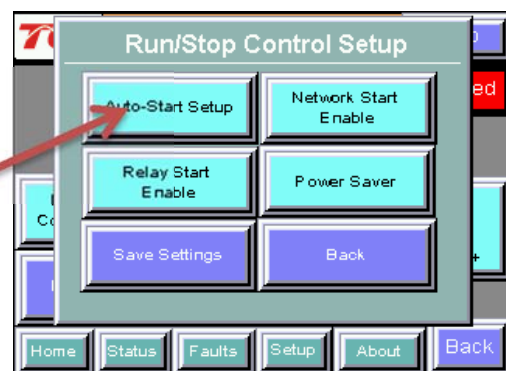 Run/Stop Control Setup
ed
Auto-Start Setup
Network Start
Enable
Relay Start
Enable
Power Saver
Save Settings
Back
+
Home
Status
Faults
Setup
About
Back